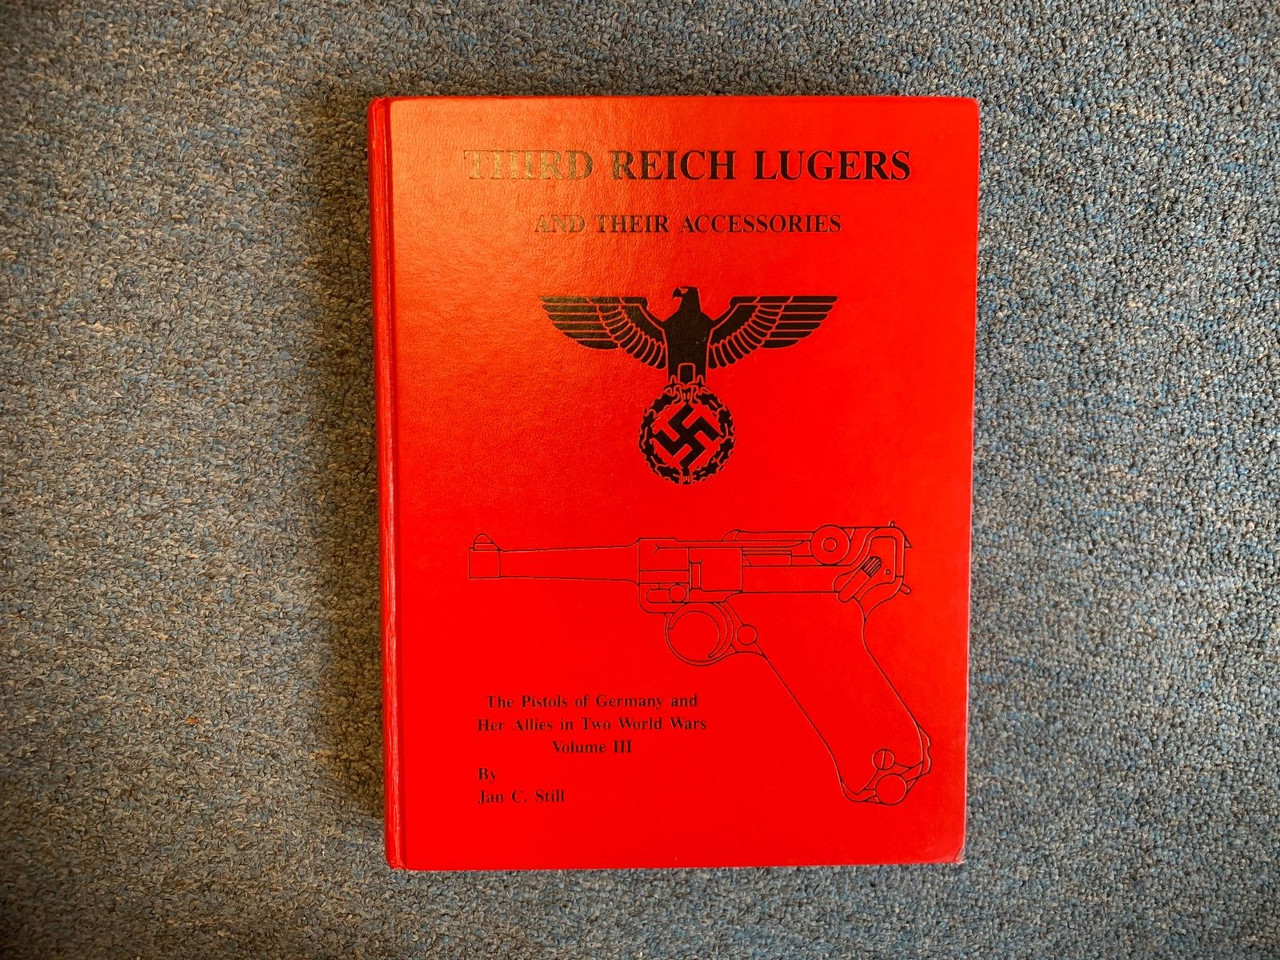 THIRD REICH LUGERS
AND THEIR ACCESSORIES
The Pistols of Germany and
Her Allies in Two World Wars
Volume III
By
Jan C. Still